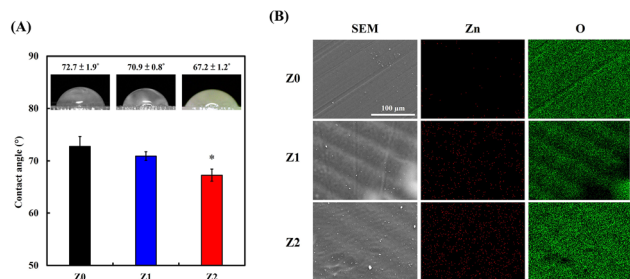 (A)
90
80
70
60
50
Contact angle (°)
72.7 ± 1.9° 70.9 ± 0.8° 67.2 ± 1.2°
*
Z0 Z1 Z2
(B)
SEM Zn O
Z0
100 µm
Z1
Z2